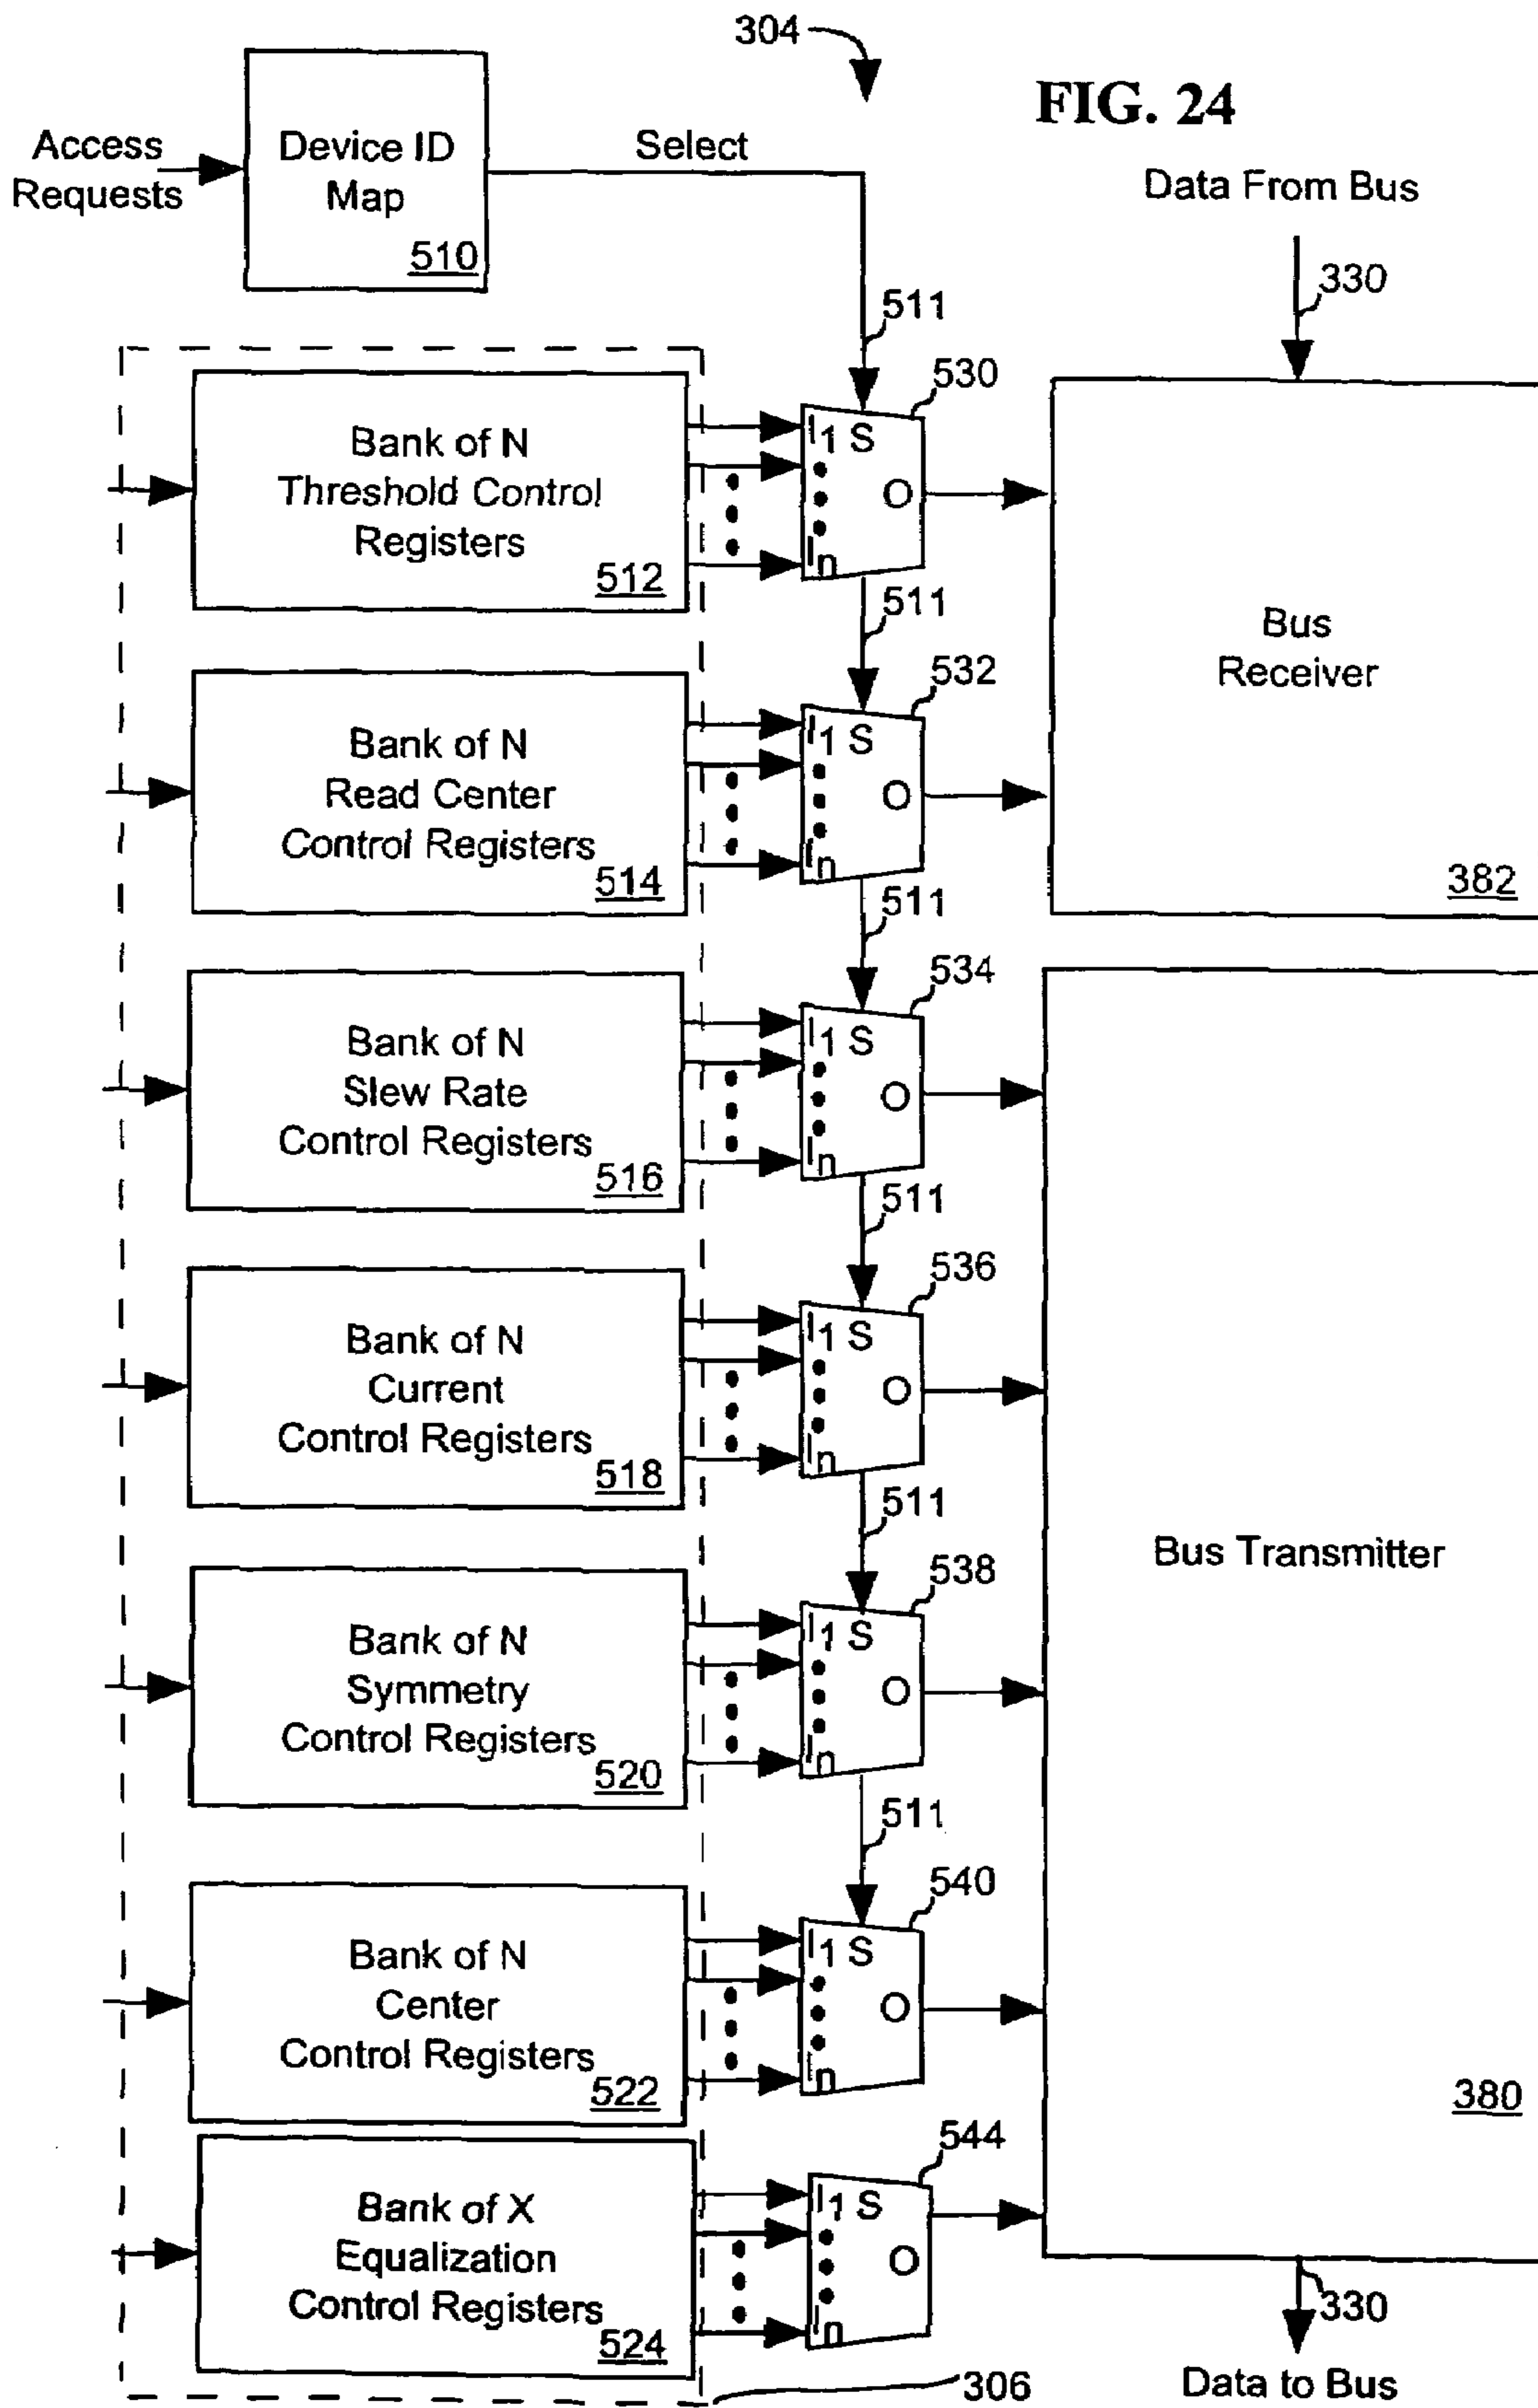 304
FIG. 24
Access
Requests
Device ID
Map
510
Select
Data From Bus
330
511
530
Bank of N
Threshold Control
Registers
512
I1 S
O
In
511
532
Bus
Receiver
382
Bank of N
Read Center
Control Registers
514
I1 S
O
In
511
534
Bank of N
Slew Rate
Control Registers
516
I1 S
O
In
511
536
Bank of N
Current
Control Registers
518
I1 S
O
In
511
538
Bus Transmitter
Bank of N
Symmetry
Control Registers
520
I1 S
O
In
511
540
Bank of N
Center
Control Registers
522
I1 S
O
In
380
544
Bank of X
Equalization
Control Registers
524
I1 S
O
In
330
306
Data to Bus